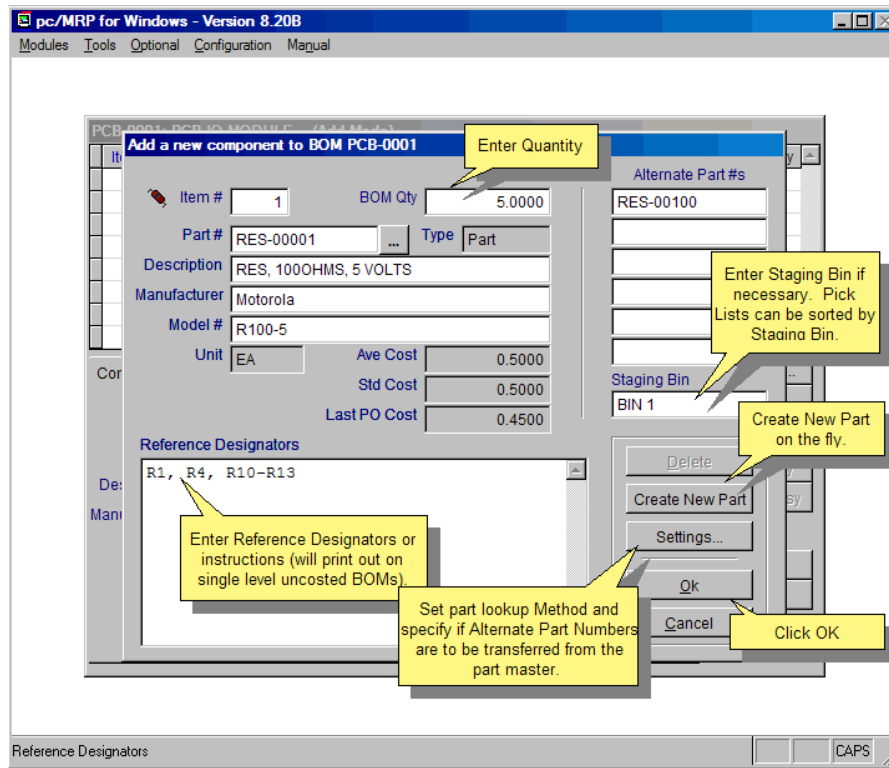 pc/MRP for Windows - Version 8.20B
Modules Tools Optional Configuration Manual
Add a new component to BOM PCB-0001
Enter Quantity
Alternate Part #s
Item # 1 BOM Qty 5.0000 RES-00100
Part # RES-00001 ... Type Part
Description RES, 100OHMS, 5 VOLTS
Manufacturer Motorola
Model # R100-5
Unit EA Ave Cost 0.5000
Std Cost 0.5000
Last PO Cost 0.4500
Enter Staging Bin if
necessary. Pick
Lists can be sorted by
Staging Bin.
Staging Bin
BIN 1
Create New Part
on the fly.
Reference Designators
R1, R4, R10-R13
Enter Reference Designators or
instructions (will print out on
single level uncosted BOMs).
Delete
Create New Part
Settings...
Ok
Cancel
Set part lookup Method and
specify if Alternate Part Numbers
are to be transferred from the
part master.
Click OK
Reference Designators CAPS